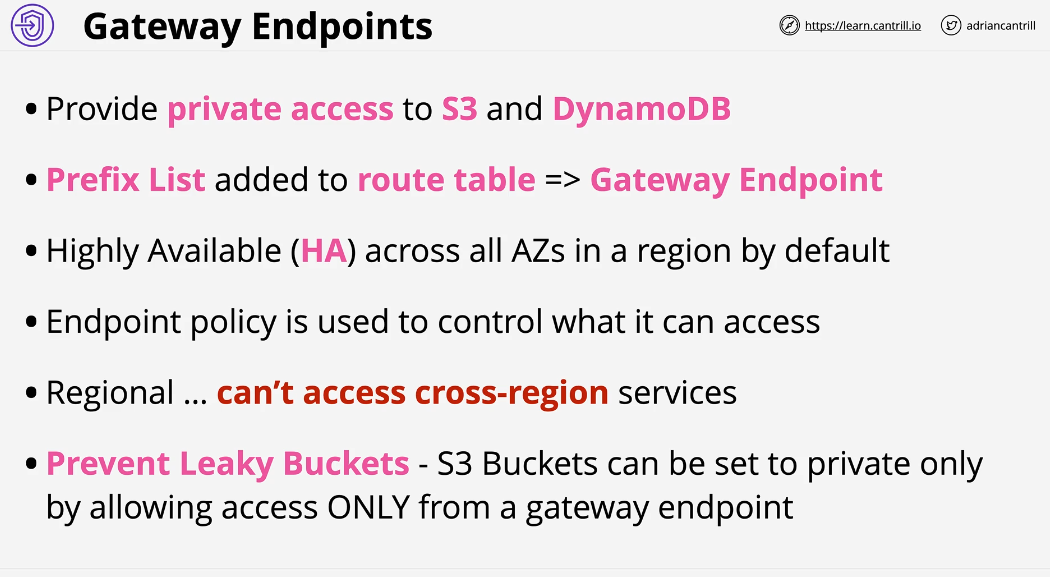 Gateway Endpoints
https://learn.cantrill.io
adriancantrill
• Provide private access to S3 and DynamoDB
• Prefix List added to route table => Gateway Endpoint
• Highly Available (HA) across all AZs in a region by default
• Endpoint policy is used to control what it can access
• Regional ... can't access cross-region services
• Prevent Leaky Buckets - S3 Buckets can be set to private only
by allowing access ONLY from a gateway endpoint